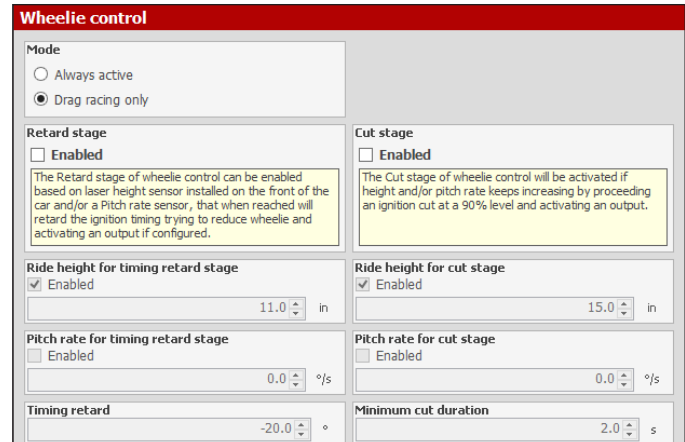 Wheelie control
Mode
Always active
Drag racing only
Retard stage
Enabled
The Retard stage of wheelie control can be enabled
based on laser height sensor installed on the front of the
car and/or a Pitch rate sensor, that when reached will
retard the ignition timing trying to reduce wheelie and
activating an output if configured.
Cut stage
Enabled
The Cut stage of wheelie control will be activated if
height and/or pitch rate keeps increasing by proceeding
an ignition cut at a 90% level and activating an output.
Ride height for timing retard stage
Enabled
11.0 in
Ride height for cut stage
Enabled
15.0 in
Pitch rate for timing retard stage
Enabled
0.0 °/s
Pitch rate for cut stage
Enabled
0.0 °/s
Timing retard
-20.0 °
Minimum cut duration
2.0 s